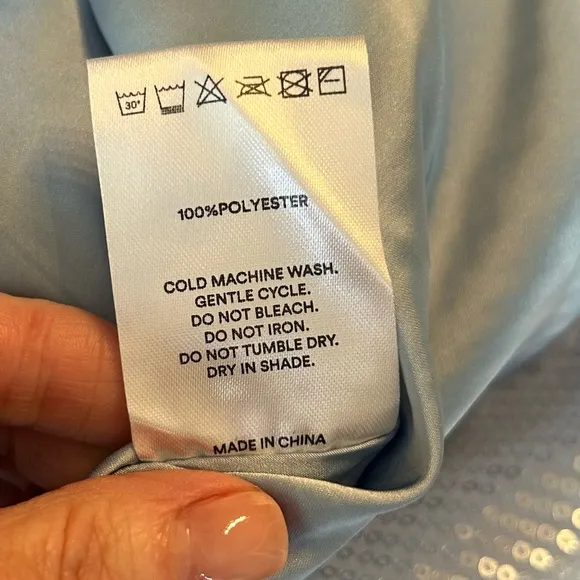 30°
100%POLYESTER
COLD MACHINE WASH.
GENTLE CYCLE.
DO NOT BLEACH.
DO NOT IRON.
DO NOT TUMBLE DRY.
DRY IN SHADE.
MADE IN CHINA